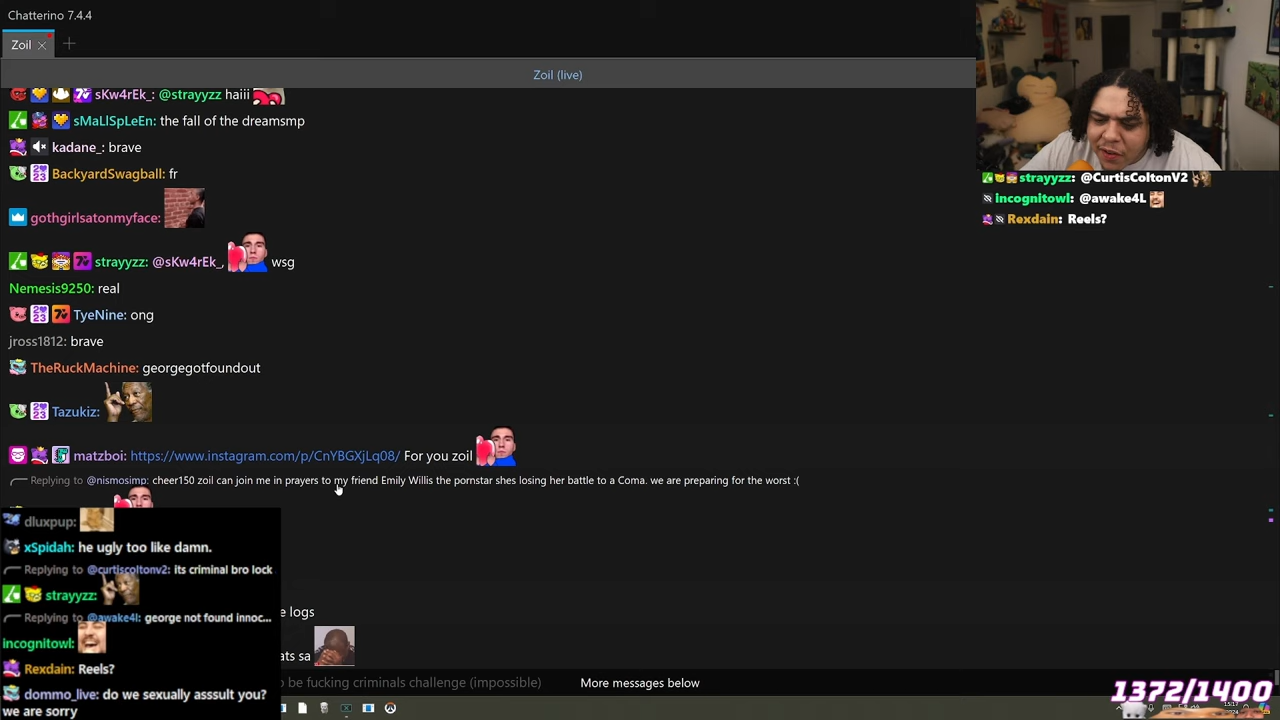 Chatterino 7.4.4
Zoil
Zoil (live)
sKw4rEk_: @strayyzz haiii
sMaLlSpLeEn: the fall of the dreamsmp
kadane_: brave
BackyardSwagball: fr
gothgirlsatonmyface:
strayyzz: @sKw4rEk_, wsg
Nemesis9250: real
TyeNine: ong
jross1812: brave
TheRuckMachine: georgegotfoundout
Tazukiz:
matzboi: https://www.instagram.com/p/CnYBGXjLq08/ For you zoil
Replying to @nismosimp: cheer150 zoil can join me in prayers to my friend Emily Willis the pornstar shes losing her battle to a Coma. we are preparing for the worst :(
dluxpup:
xSpidah: he ugly too like damn.
Replying to @curtiscoltonv2: its criminal bro lock
strayyzz:
Replying to @awake4l: george not found innoc...
incognitowl:
Rexdain: Reels?
dommo_live: do we sexually asssult you?
we are sorry
e logs
ats sa
be fucking criminals challenge (impossible)
More messages below
strayyzz: @CurtisColtonV2
incognitowl: @awake4L
Rexdain: Reels?
1372/1400